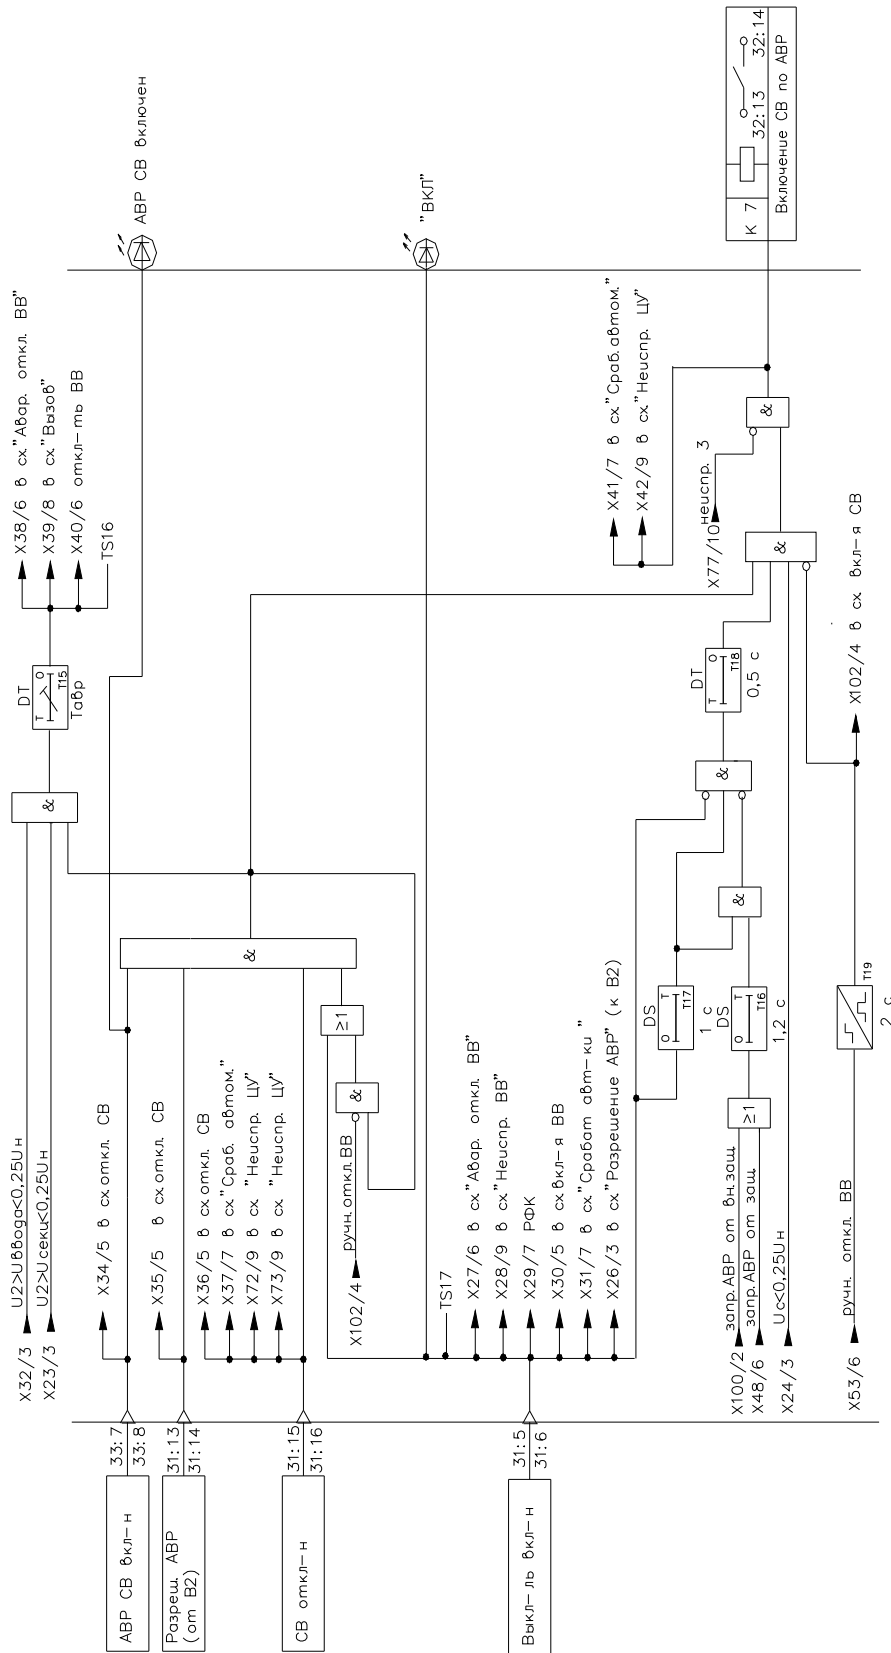 АВР СВ вкл-н
33:7
33:8
Разреш. АВР
(от В2)
31:13
31:14
СВ откл-н
31:15
31:16
Выкл-ль вкл-н
31:5
31:6
X32/3
U2>Uввода<0,25Uн
X23/3
U2>Uсекц<0,25Uн
&
DT
T
O
T15
Тавр
X38/6 в сх."Авар. откл. ВВ"
X39/8 в сх."Вызов"
X40/6 откл-ть ВВ
TS16
X34/5 в сх.откл. СВ
X35/5 в сх.откл. СВ
X36/5 в сх.откл. СВ
X37/7 в сх."Сраб. автом."
X72/9 в сх."Неиспр. ЦУ"
X73/9 в сх."Неиспр. ЦУ"
&
≥1
&
X102/4
ручн.откл.ВВ
АВР СВ включен
"ВКЛ"
TS17
X27/6 в сх."Авар. откл. ВВ"
X28/9 в сх."Неиспр. ВВ"
X29/7 РФК
X30/5 в сх.вкл-я ВВ
X31/7 в сх."Срабат авт-ки "
X26/3 в сх."Разрешение АВР" (к В2)
DS
O
T
T17
1 с
DS
O
T
T16
1,2 с
≥1
&
&
DT
T
O
T18
0,5 с
X41/7 в сх."Сраб.автом."
X42/9 в сх."Неиспр. ЦУ"
X77/10
неиспр. 3
&
&
X100/2
запр.АВР от вн.защ
X48/6
запр.АВР от защ
X24/3
Uс<0,25Uн
X53/6
ручн. откл. ВВ
T19
2 с
X102/4 в сх. вкл-я СВ
К 7
32:13
32:14
Включение СВ по АВР